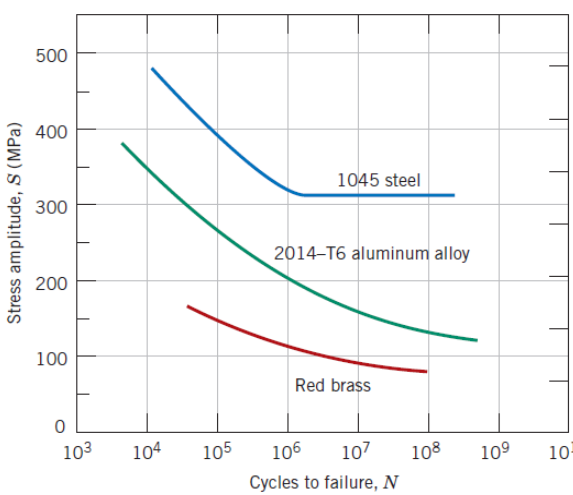 500
400
300
200
100
0
Stress amplitude, S (MPa)
1045 steel
2014–T6 aluminum alloy
Red brass
10³ 10⁴ 10⁵ 10⁶ 10⁷ 10⁸ 10⁹
Cycles to failure, N